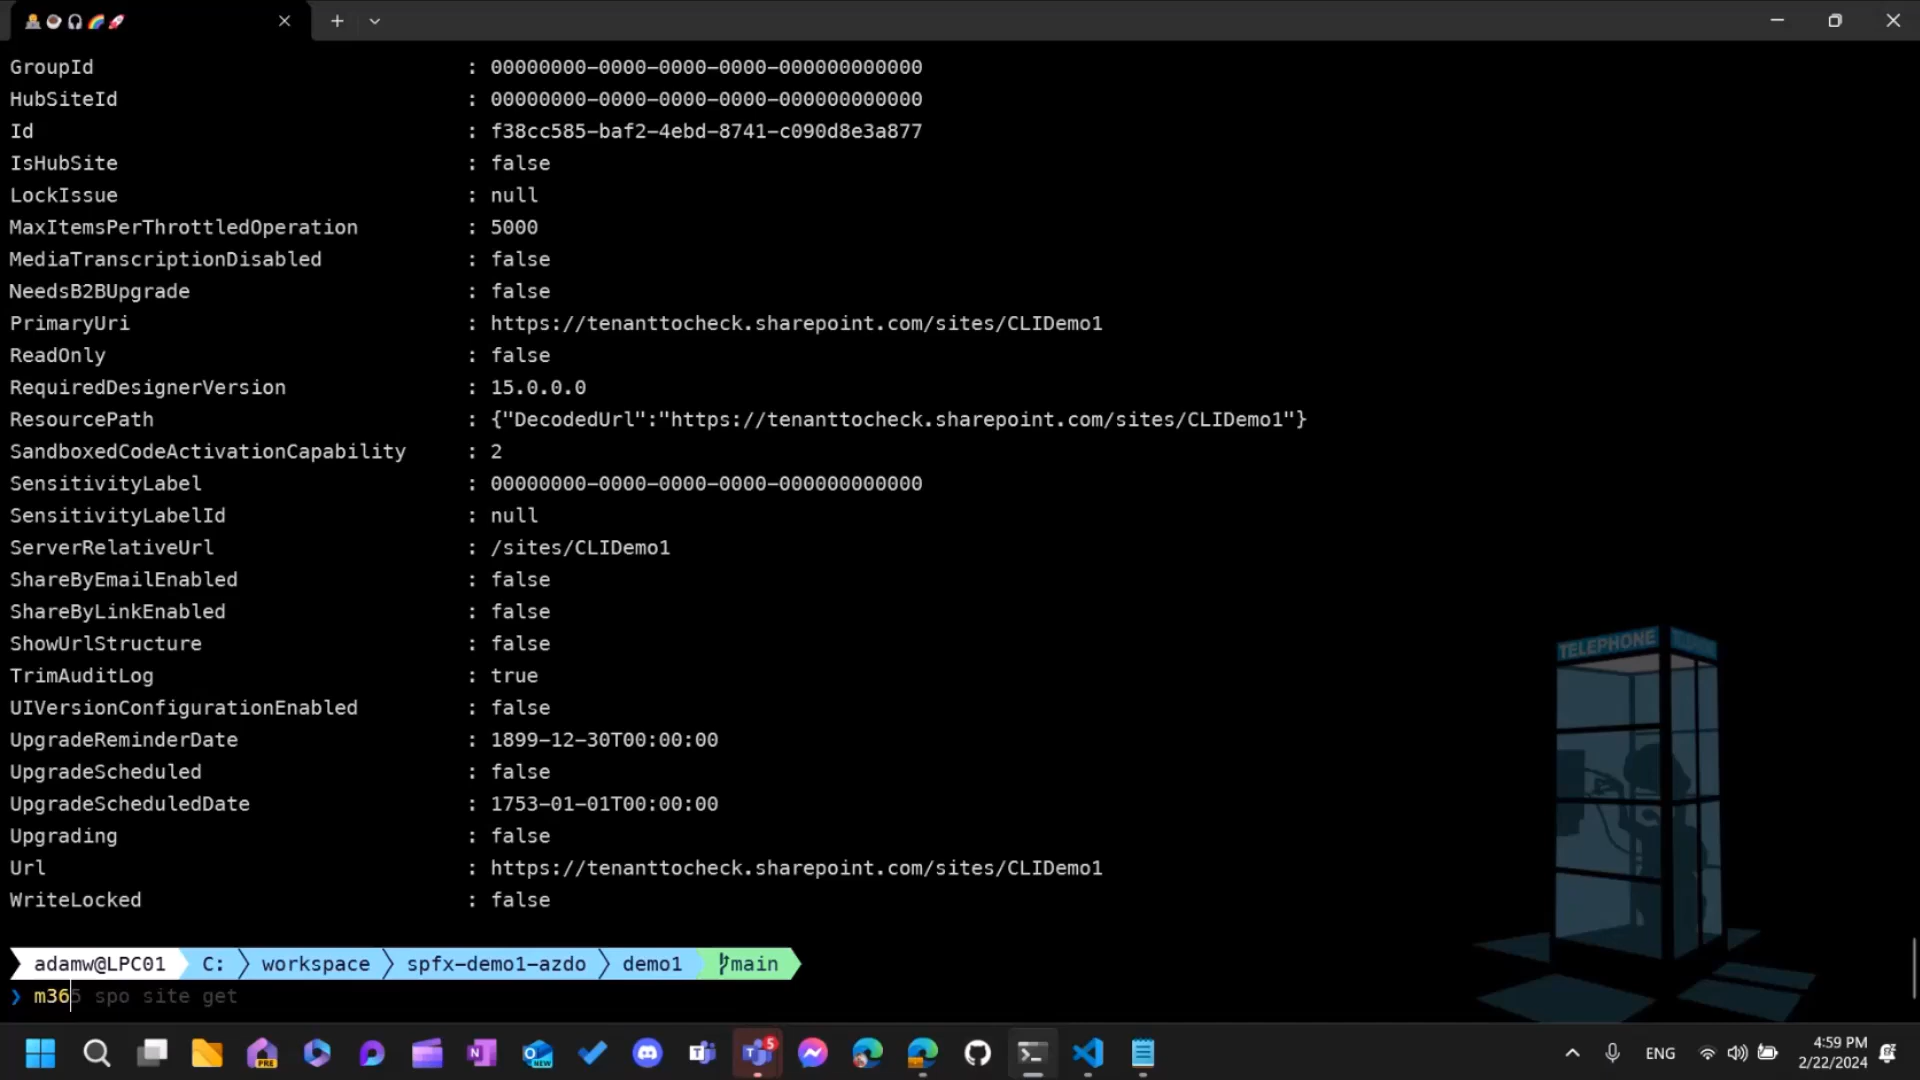 GroupId : 00000000-0000-0000-0000-000000000000
HubSiteId : 00000000-0000-0000-0000-000000000000
Id : f38cc585-baf2-4ebd-8741-c090d8e3a877
IsHubSite : false
LockIssue : null
MaxItemsPerThrottledOperation : 5000
MediaTranscriptionDisabled : false
NeedsB2BUpgrade : false
PrimaryUri : https://tenanttocheck.sharepoint.com/sites/CLIDemo1
ReadOnly : false
RequiredDesignerVersion : 15.0.0.0
ResourcePath : {"DecodedUrl":"https://tenanttocheck.sharepoint.com/sites/CLIDemo1"}
SandboxedCodeActivationCapability : 2
SensitivityLabel : 00000000-0000-0000-0000-000000000000
SensitivityLabelId : null
ServerRelativeUrl : /sites/CLIDemo1
ShareByEmailEnabled : false
ShareByLinkEnabled : false
ShowUrlStructure : false
TELEPHONE
TrimAuditLog : true
UIVersionConfigurationEnabled : false
UpgradeReminderDate : 1899-12-30T00:00:00
UpgradeScheduled : false
UpgradeScheduledDate : 1753-01-01T00:00:00
Upgrading : false
Url : https://tenanttocheck.sharepoint.com/sites/CLIDemo1
WriteLocked : false
adamw@LPC01 C: workspace spfx-demo1-azdo demo1 main
❯ m365 spo site get
PRE
N
NEW
T
5
ENG
4:59 PM
2/22/2024